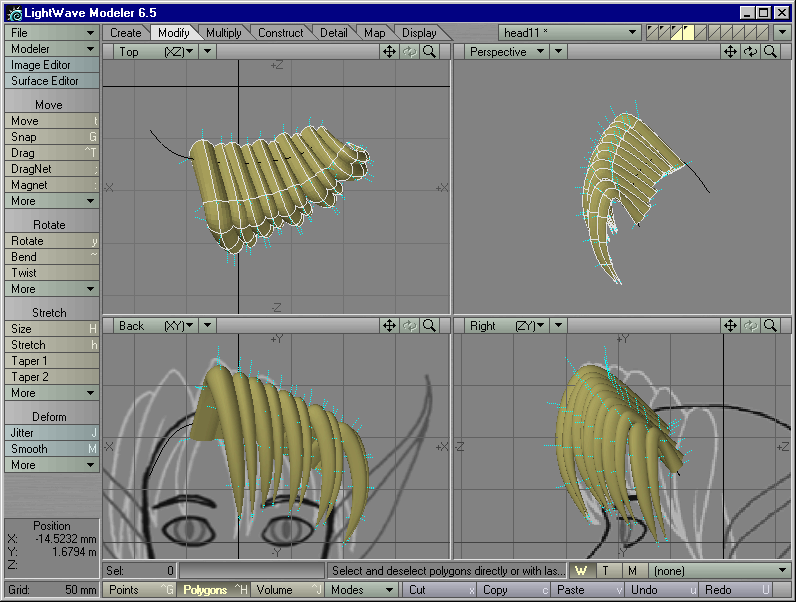 LightWave Modeler 6.5
File Create Modify Multiply Construct Detail Map Display head11 *
Modeler Top (XZ) Perspective
Image Editor
Surface Editor
Move
Move t
Snap G
Drag ^T
DragNet ;
Magnet :
More
Rotate
Rotate y
Bend ~
Twist
More
Stretch
Size H
Stretch h
Taper 1
Taper 2
More
Deform
Jitter J
Smooth M
More
+Z
-X +X
-Z
Back (XY) Right (ZY)
+Y +Y
-X +X -Z +Z
Position
X: -14.5232 mm
Y: 1.6794 m
Z:
Sel: 0 Select and deselect polygons directly or with las... W T M (none)
Grid: 50 mm Points ^G Polygons ^H Volume ^J Modes Cut x Copy c Paste v Undo u Redo U